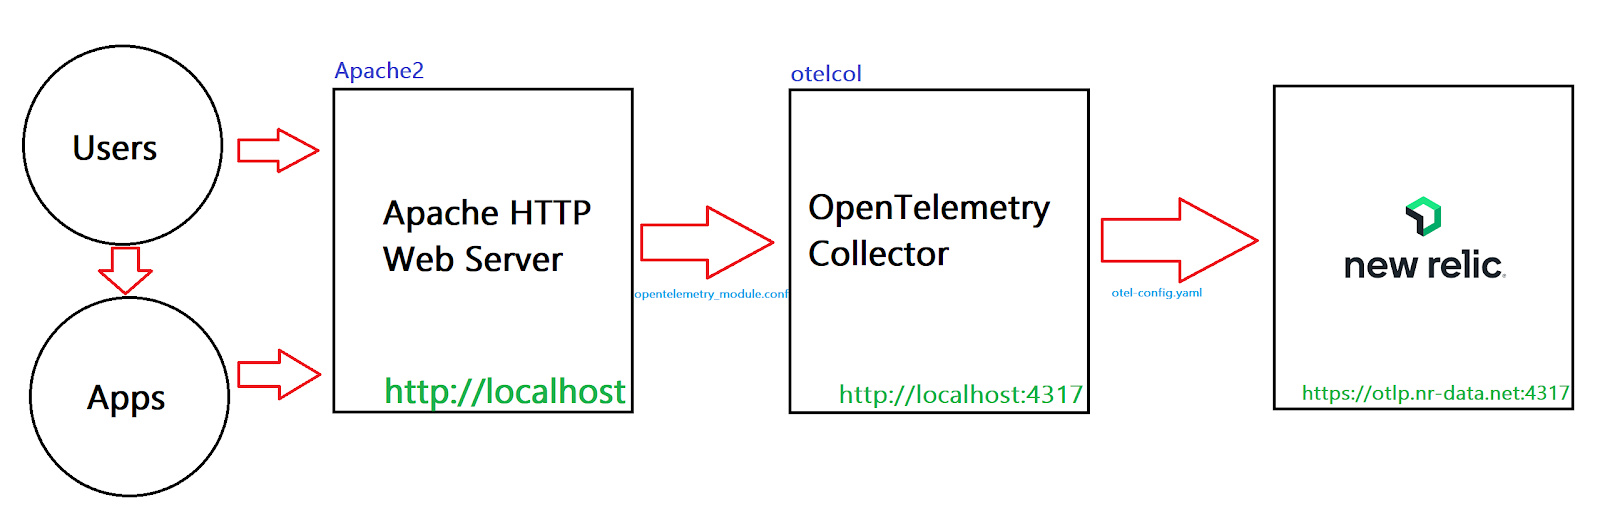 Users
Apps
Apache2
Apache HTTP
Web Server
http://localhost
opentelemetry_module.conf
otelcol
OpenTelemetry
Collector
http://localhost:4317
otel-config.yaml
new relic.
https://otlp.nr-data.net:4317